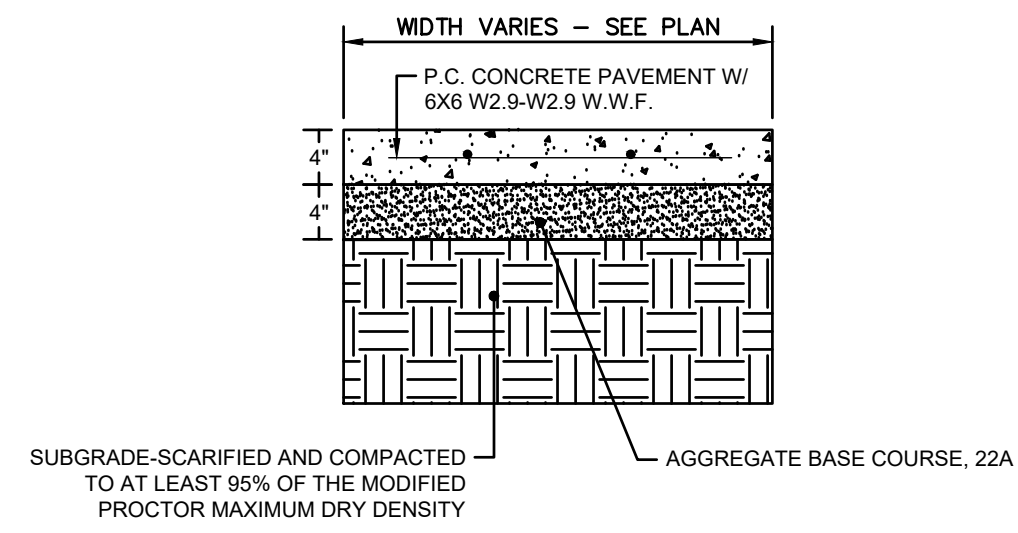 WIDTH VARIES – SEE PLAN
P.C. CONCRETE PAVEMENT W/
6X6 W2.9-W2.9 W.W.F.
4"
4"
SUBGRADE-SCARIFIED AND COMPACTED
TO AT LEAST 95% OF THE MODIFIED
PROCTOR MAXIMUM DRY DENSITY
AGGREGATE BASE COURSE, 22A